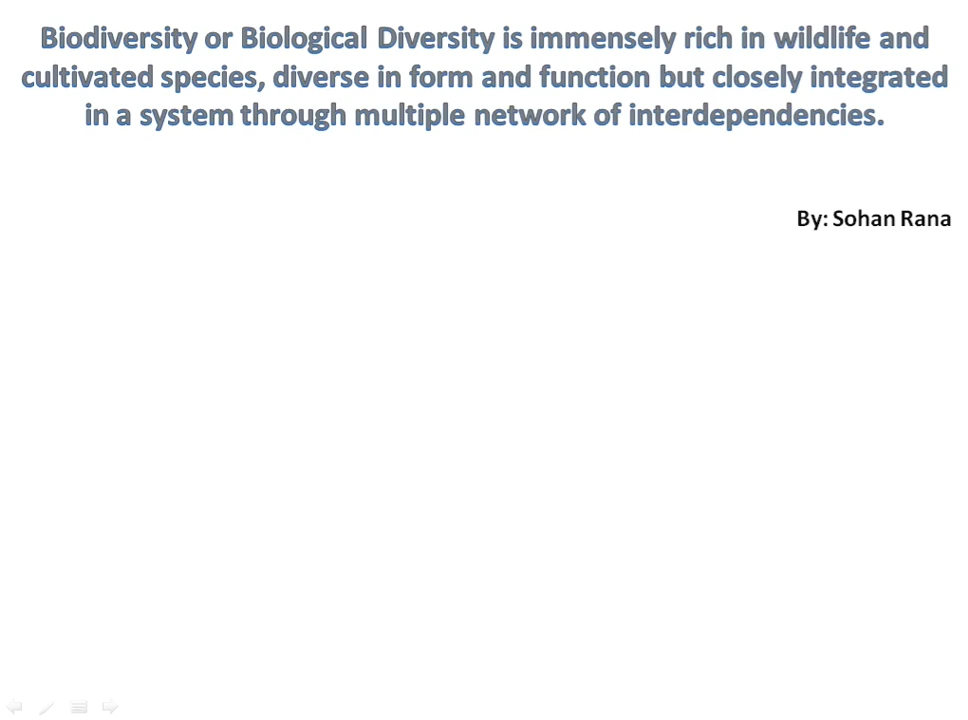 Biodiversity or Biological Diversity is immensely rich in wildlife and
cultivated species, diverse in form and function but closely integrated
in a system through multiple network of interdependencies.
By: Sohan Rana